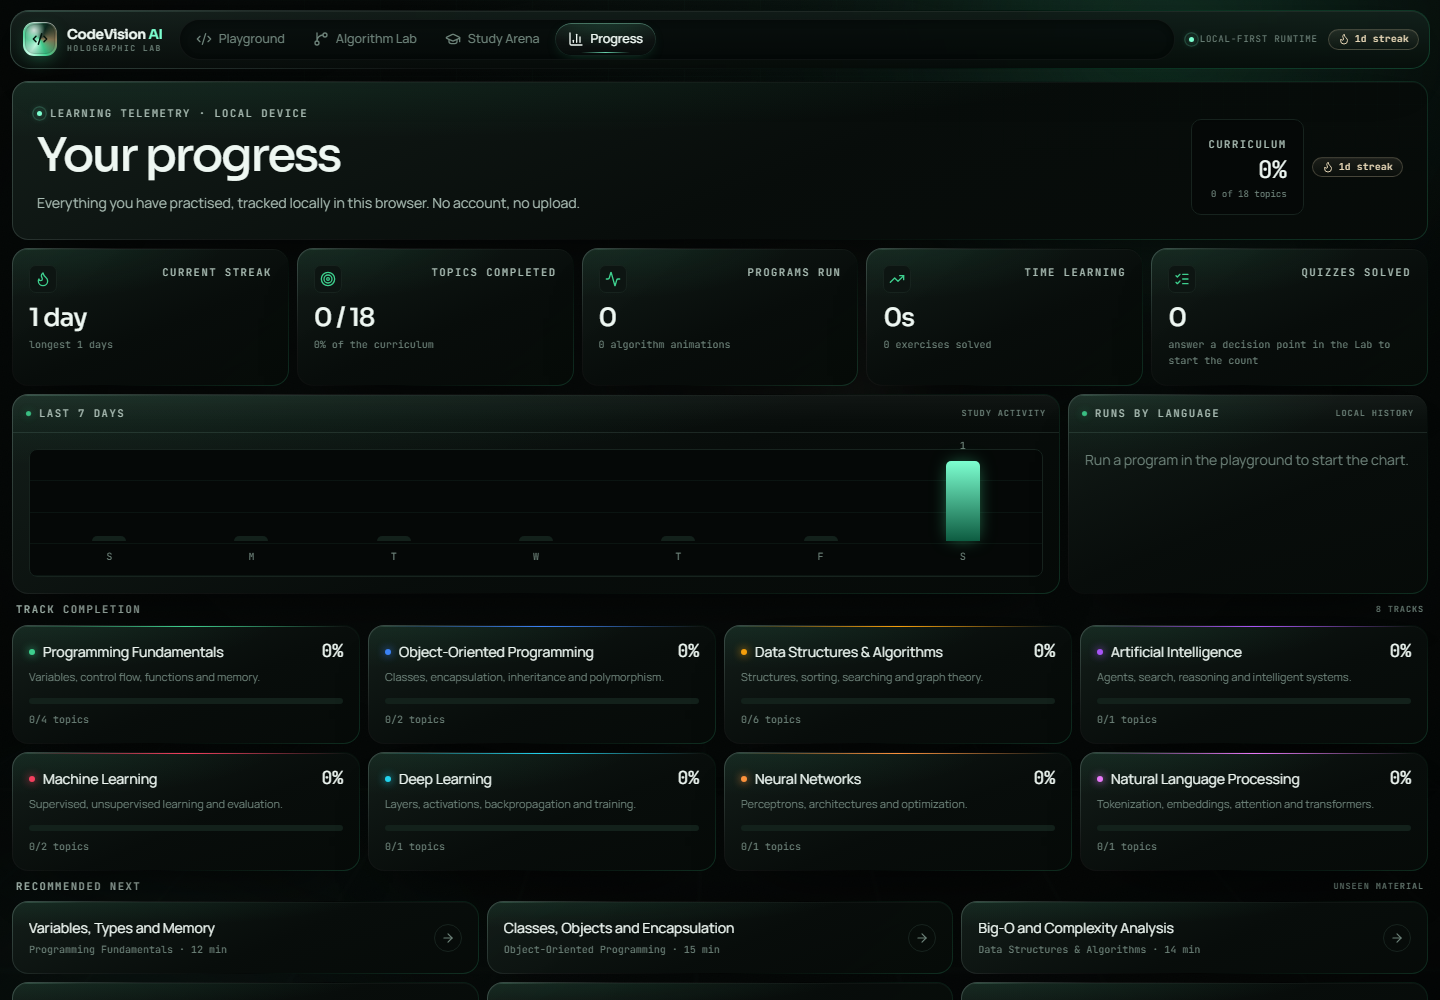 CodeVision AI
HOLOGRAPHIC LAB
Playground
Algorithm Lab
Study Arena
Progress
LOCAL-FIRST RUNTIME
1d streak
LEARNING TELEMETRY · LOCAL DEVICE
Your progress
Everything you have practised, tracked locally in this browser. No account, no upload.
CURRICULUM
0%
0 of 18 topics
1d streak
CURRENT STREAK
1 day
longest 1 days
TOPICS COMPLETED
0 / 18
0% of the curriculum
PROGRAMS RUN
0
0 algorithm animations
TIME LEARNING
0s
0 exercises solved
QUIZZES SOLVED
0
answer a decision point in the Lab to
start the count
LAST 7 DAYS
STUDY ACTIVITY
1
S M T W T F S
RUNS BY LANGUAGE
LOCAL HISTORY
Run a program in the playground to start the chart.
TRACK COMPLETION
8 TRACKS
Programming Fundamentals 0%
Variables, control flow, functions and memory.
0/4 topics
Object-Oriented Programming 0%
Classes, encapsulation, inheritance and polymorphism.
0/2 topics
Data Structures & Algorithms 0%
Structures, sorting, searching and graph theory.
0/6 topics
Artificial Intelligence 0%
Agents, search, reasoning and intelligent systems.
0/1 topics
Machine Learning 0%
Supervised, unsupervised learning and evaluation.
0/2 topics
Deep Learning 0%
Layers, activations, backpropagation and training.
0/1 topics
Neural Networks 0%
Perceptrons, architectures and optimization.
0/1 topics
Natural Language Processing 0%
Tokenization, embeddings, attention and transformers.
0/1 topics
RECOMMENDED NEXT
UNSEEN MATERIAL
Variables, Types and Memory
Programming Fundamentals · 12 min
Classes, Objects and Encapsulation
Object-Oriented Programming · 15 min
Big-O and Complexity Analysis
Data Structures & Algorithms · 14 min